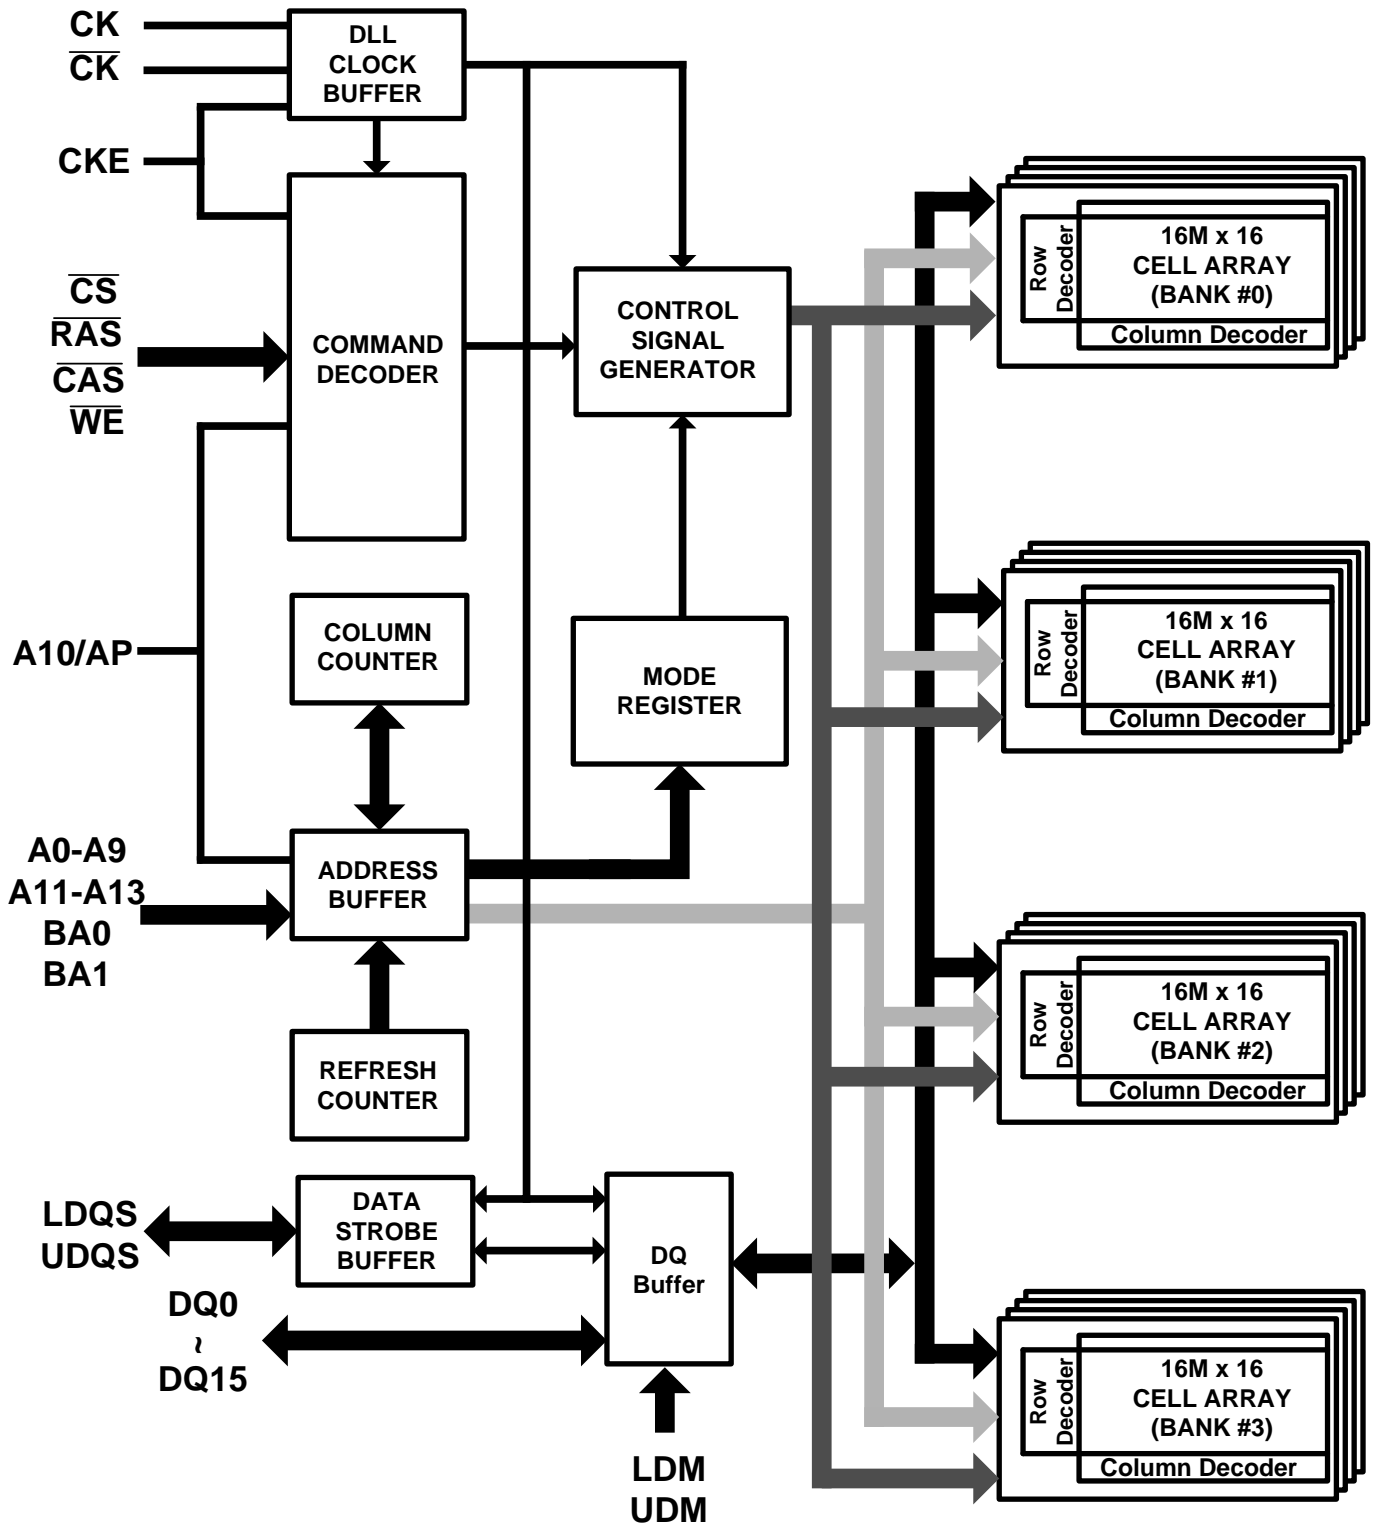 CK
CK
CKE
CS
RAS
CAS
WE
A10/AP
A0-A9
A11-A13
BA0
BA1
LDQS
UDQS
DQ0
~
DQ15
DLL
CLOCK
BUFFER
COMMAND
DECODER
COLUMN
COUNTER
ADDRESS
BUFFER
REFRESH
COUNTER
DATA
STROBE
BUFFER
CONTROL
SIGNAL
GENERATOR
MODE
REGISTER
DQ
Buffer
LDM
UDM
Row
Decoder
16M x 16
CELL ARRAY
(BANK #0)
Column Decoder
Row
Decoder
16M x 16
CELL ARRAY
(BANK #1)
Column Decoder
Row
Decoder
16M x 16
CELL ARRAY
(BANK #2)
Column Decoder
Row
Decoder
16M x 16
CELL ARRAY
(BANK #3)
Column Decoder